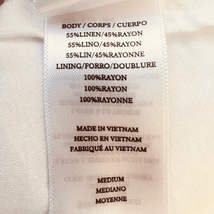 BODY / CORPS / CUERPO
55%LINEN/45%RAYON
55%LINO/45%RAYON
55%LIN/45%RAYONNE
LINING/FORRO/DOUBLURE
100%RAYON
100%RAYON
100%RAYONNE
MADE IN VIETNAM
HECHO EN VIETNAM
FABRIQUÉ AU VIETNAM
MEDIUM
MEDIANO
MOYENNE